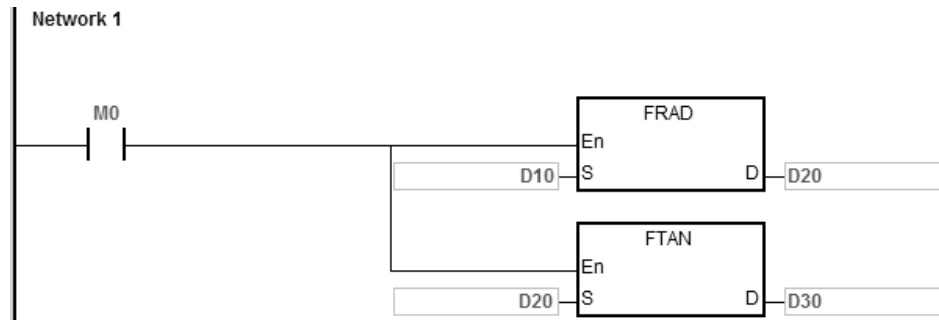 Network 1
M0
FRAD
En
D10 S D D20
FTAN
En
D20 S D D30